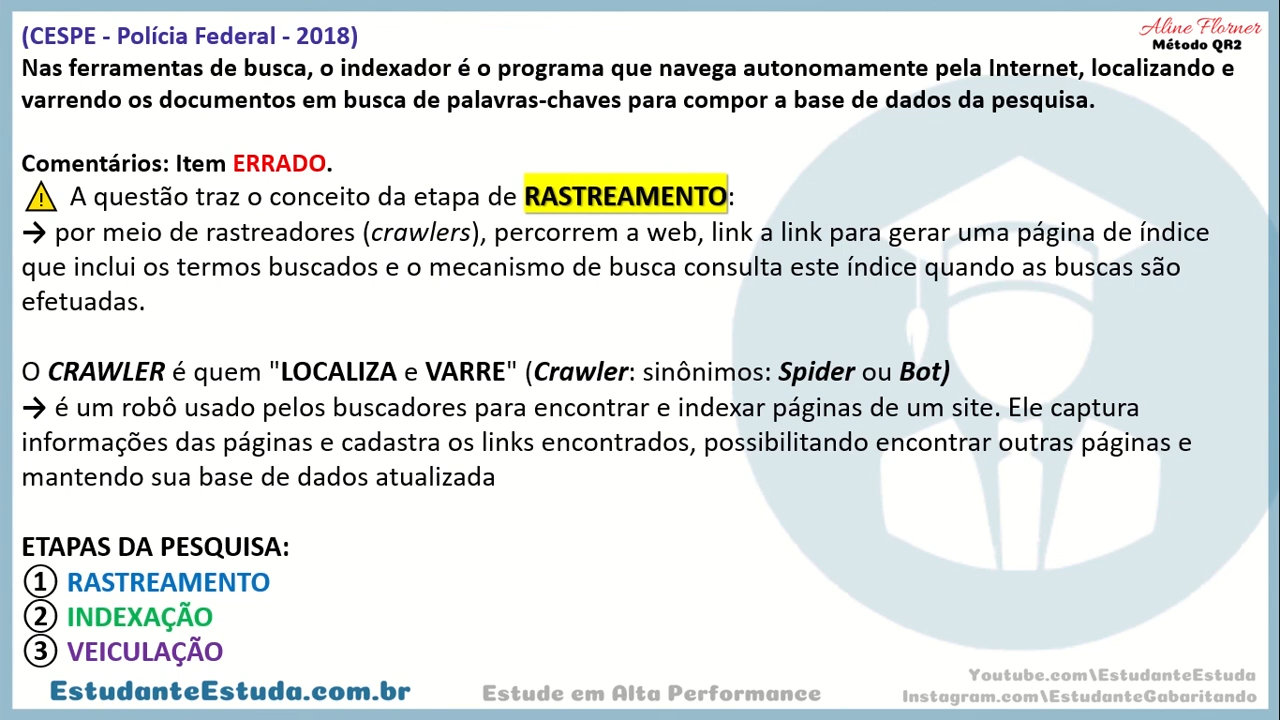 (CESPE - Polícia Federal - 2018)
Aline Florner
Método QR2
Nas ferramentas de busca, o indexador é o programa que navega autonomamente pela Internet, localizando e
varrendo os documentos em busca de palavras-chaves para compor a base de dados da pesquisa.
Comentários: Item ERRADO.
⚠ A questão traz o conceito da etapa de RASTREAMENTO:
→ por meio de rastreadores (crawlers), percorrem a web, link a link para gerar uma página de índice
que inclui os termos buscados e o mecanismo de busca consulta este índice quando as buscas são
efetuadas.
O CRAWLER é quem "LOCALIZA e VARRE" (Crawler: sinônimos: Spider ou Bot)
→ é um robô usado pelos buscadores para encontrar e indexar páginas de um site. Ele captura
informações das páginas e cadastra os links encontrados, possibilitando encontrar outras páginas e
mantendo sua base de dados atualizada
ETAPAS DA PESQUISA:
① RASTREAMENTO
② INDEXAÇÃO
③ VEICULAÇÃO
EstudanteEstuda.com.br
Estude em Alta Performance
Youtube.com\EstudanteEstuda
Instagram.com\EstudanteGabaritando